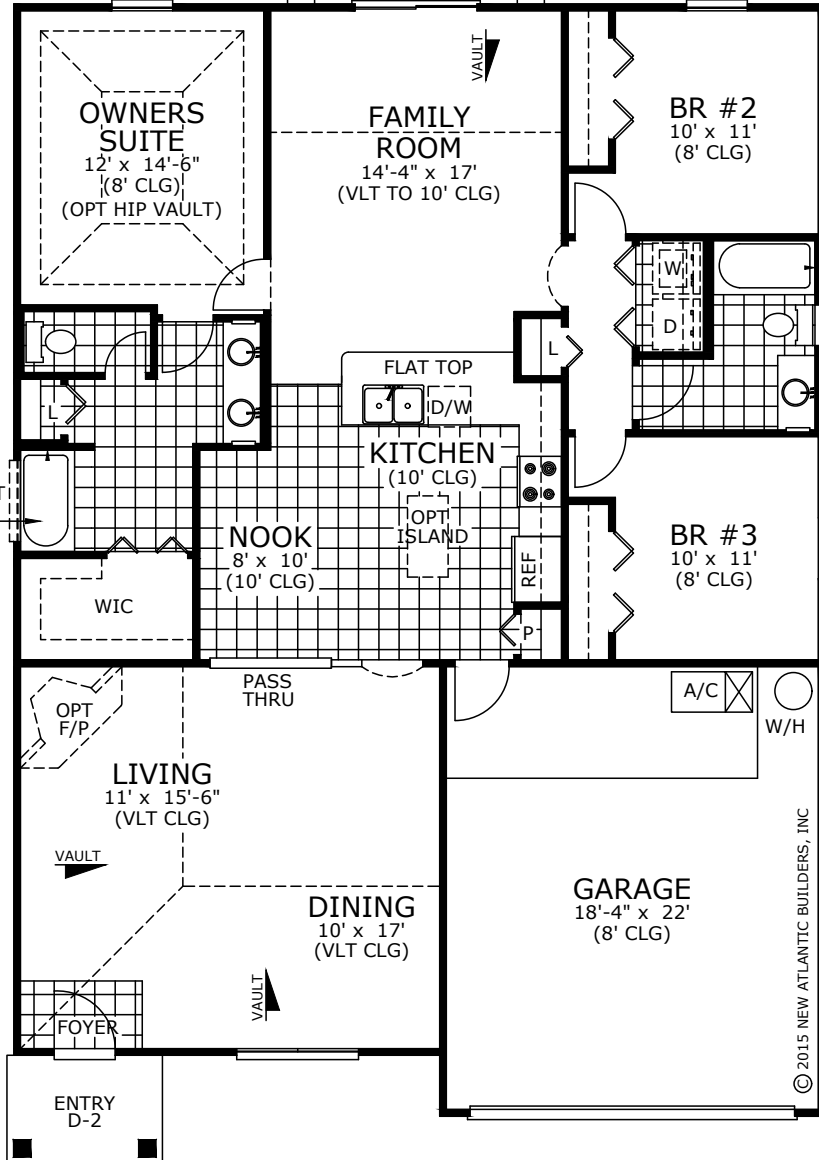 OWNERS
SUITE
12' x 14'-6"
(8' CLG)
(OPT HIP VAULT)
VAULT
FAMILY
ROOM
14'-4" x 17'
(VLT TO 10' CLG)
BR #2
10' x 11'
(8' CLG)
W
D
L
L
FLAT TOP
D/W
KITCHEN
(10' CLG)
OPT
ISLAND
NOOK
8' x 10'
(10' CLG)
REF
P
BR #3
10' x 11'
(8' CLG)
WIC
PASS
THRU
OPT
F/P
A/C
W/H
LIVING
11' x 15'-6"
(VLT CLG)
VAULT
DINING
10' x 17'
(VLT CLG)
VAULT
GARAGE
18'-4" x 22'
(8' CLG)
FOYER
ENTRY
D-2
© 2015 NEW ATLANTIC BUILDERS, INC